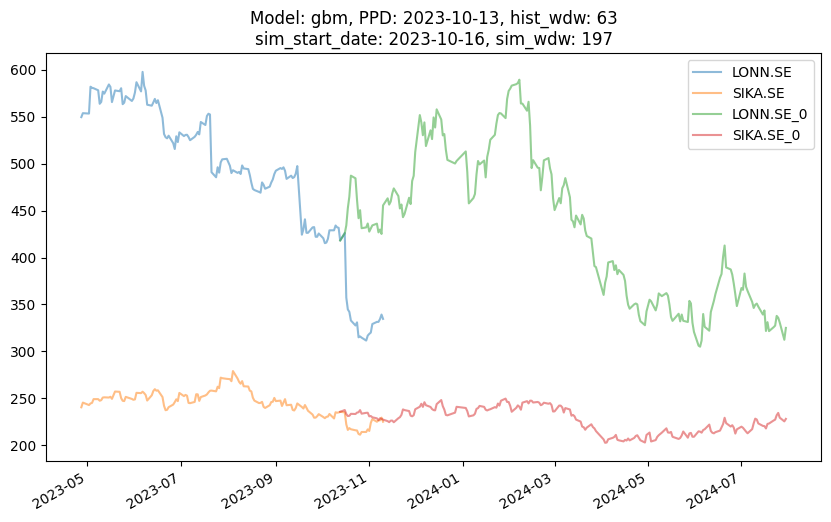 Model: gbm, PPD: 2023-10-13, hist_wdw: 63
sim_start_date: 2023-10-16, sim_wdw: 197
LONN.SE
SIKA.SE
LONN.SE_0
SIKA.SE_0
600
550
500
450
400
350
300
250
200
2023-05
2023-07
2023-09
2023-11
2024-01
2024-03
2024-05
2024-07